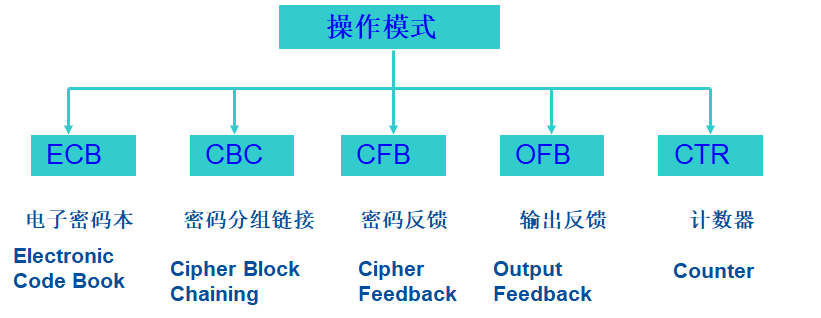 操作模式
ECB
CBC
CFB
OFB
CTR
电子密码本
密码分组链接
密码反馈
输出反馈
计数器
Electronic
Code Book
Cipher Block
Chaining
Cipher
Feedback
Output
Feedback
Counter